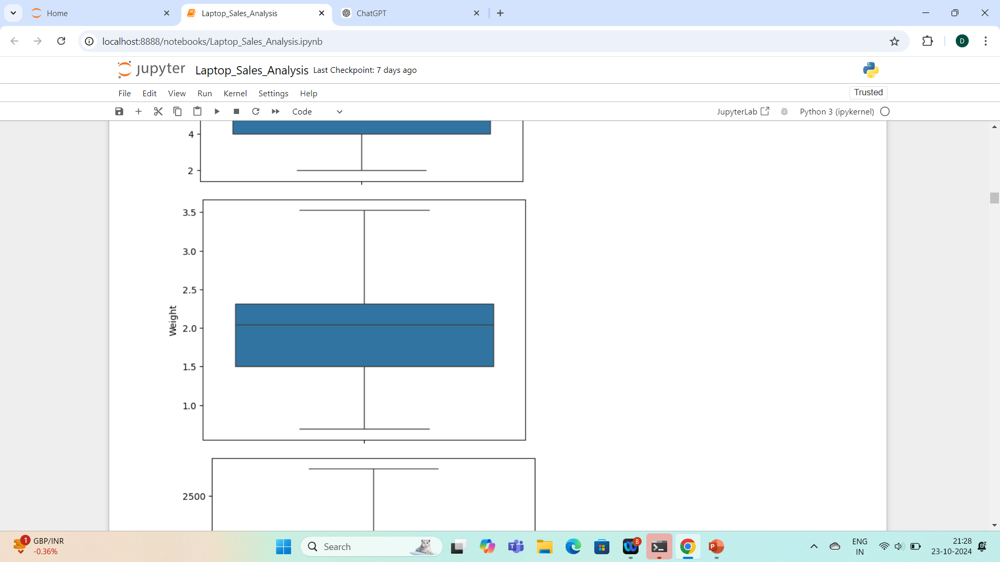 Home
Laptop_Sales_Analysis
ChatGPT
localhost:8888/notebooks/Laptop_Sales_Analysis.ipynb
D
jupyter Laptop_Sales_Analysis Last Checkpoint: 7 days ago
File Edit View Run Kernel Settings Help
Trusted
Code
JupyterLab
Python 3 (ipykernel)
4
2
3.5
3.0
2.5
2.0
1.5
1.0
Weight
2500
1
GBP/INR
-0.36%
Search
8
ENG
IN
21:28
23-10-2024